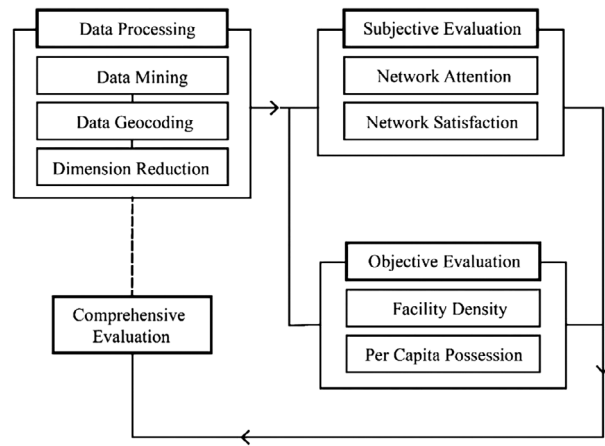 Data Processing
Data Mining
Data Geocoding
Dimension Reduction
Subjective Evaluation
Network Attention
Network Satisfaction
Objective Evaluation
Facility Density
Per Capita Possession
Comprehensive
Evaluation